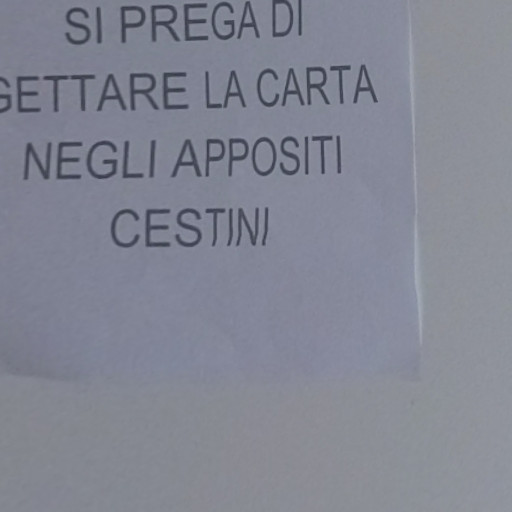 SI PREGA DI
GETTARE LA CARTA
NEGLI APPOSITI
CESTINI